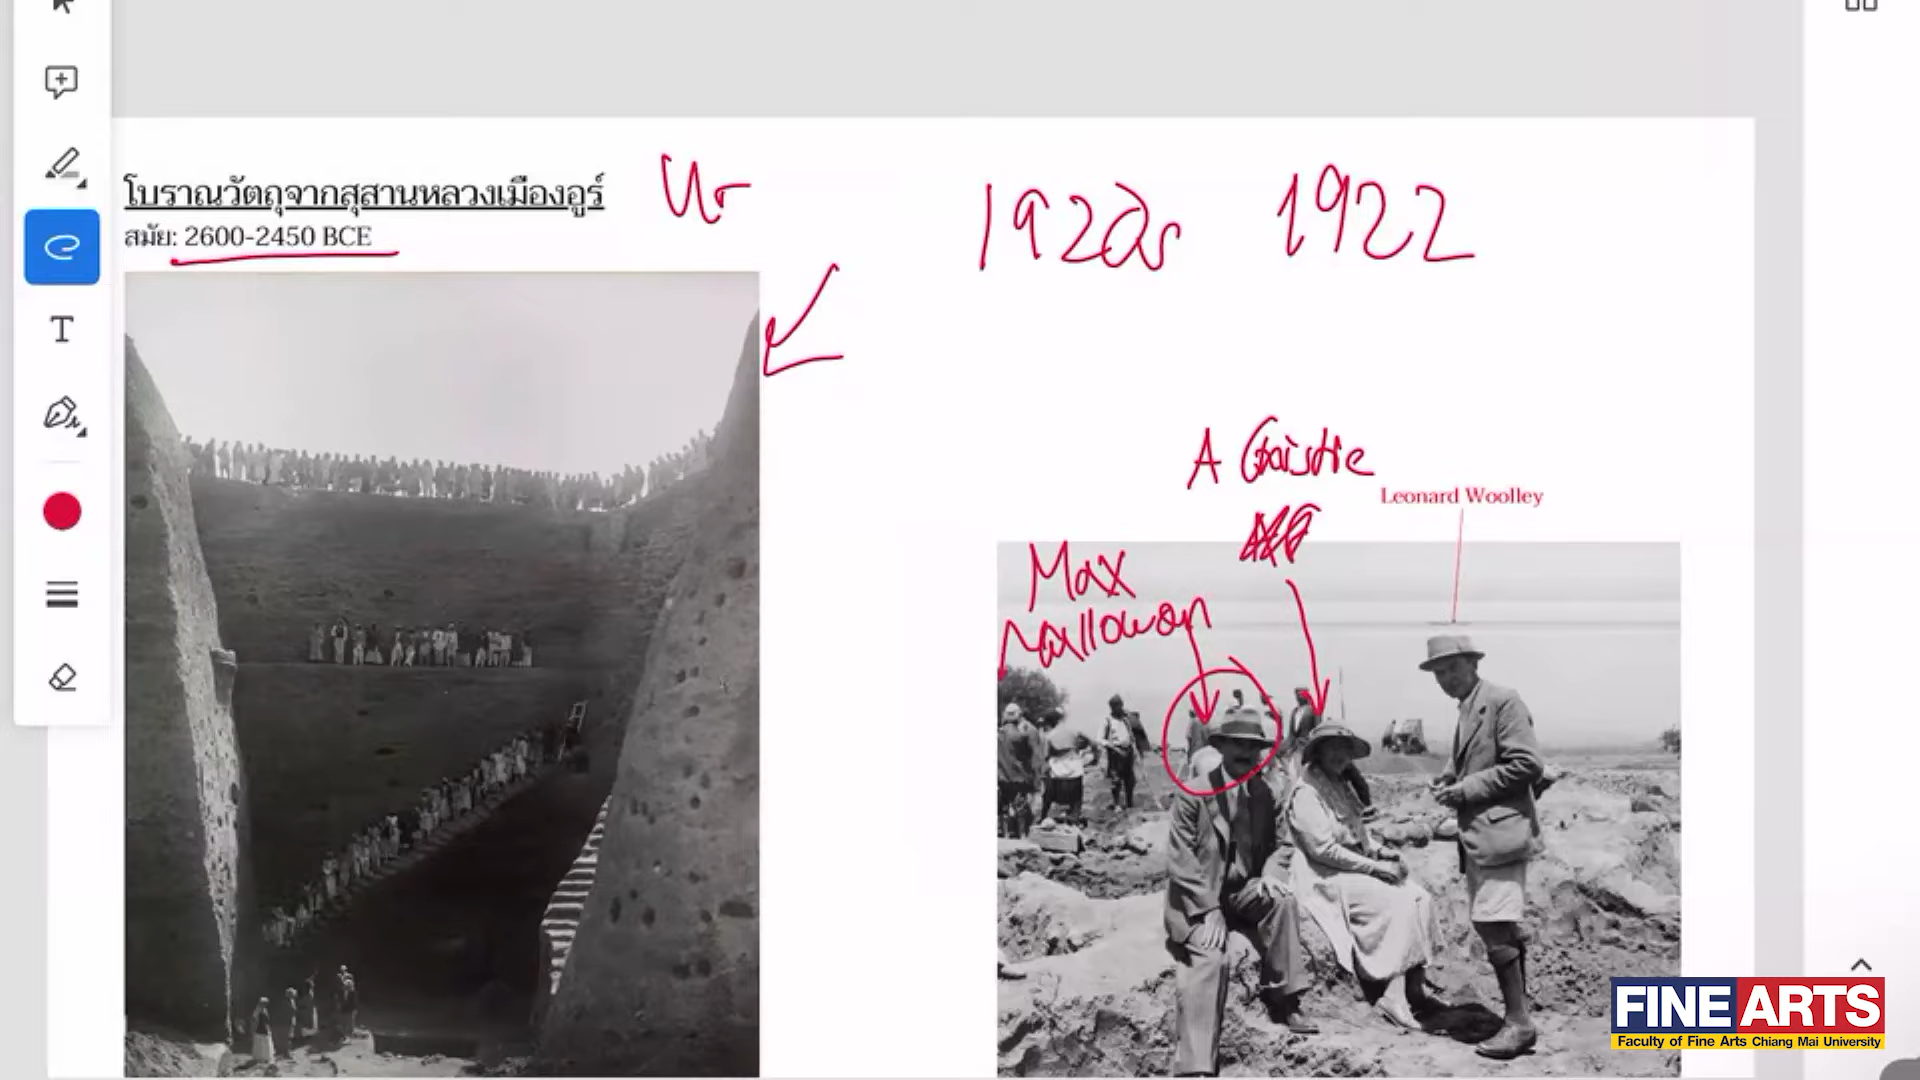 โบราณวัตถุจากสุสานหลวงเมืองอูร์
สมัย: 2600-2450 BCE
Ur
1920s
1922
A Christie
Leonard Woolley
Max
Mallowan
T
FINE ARTS
Faculty of Fine Arts Chiang Mai University